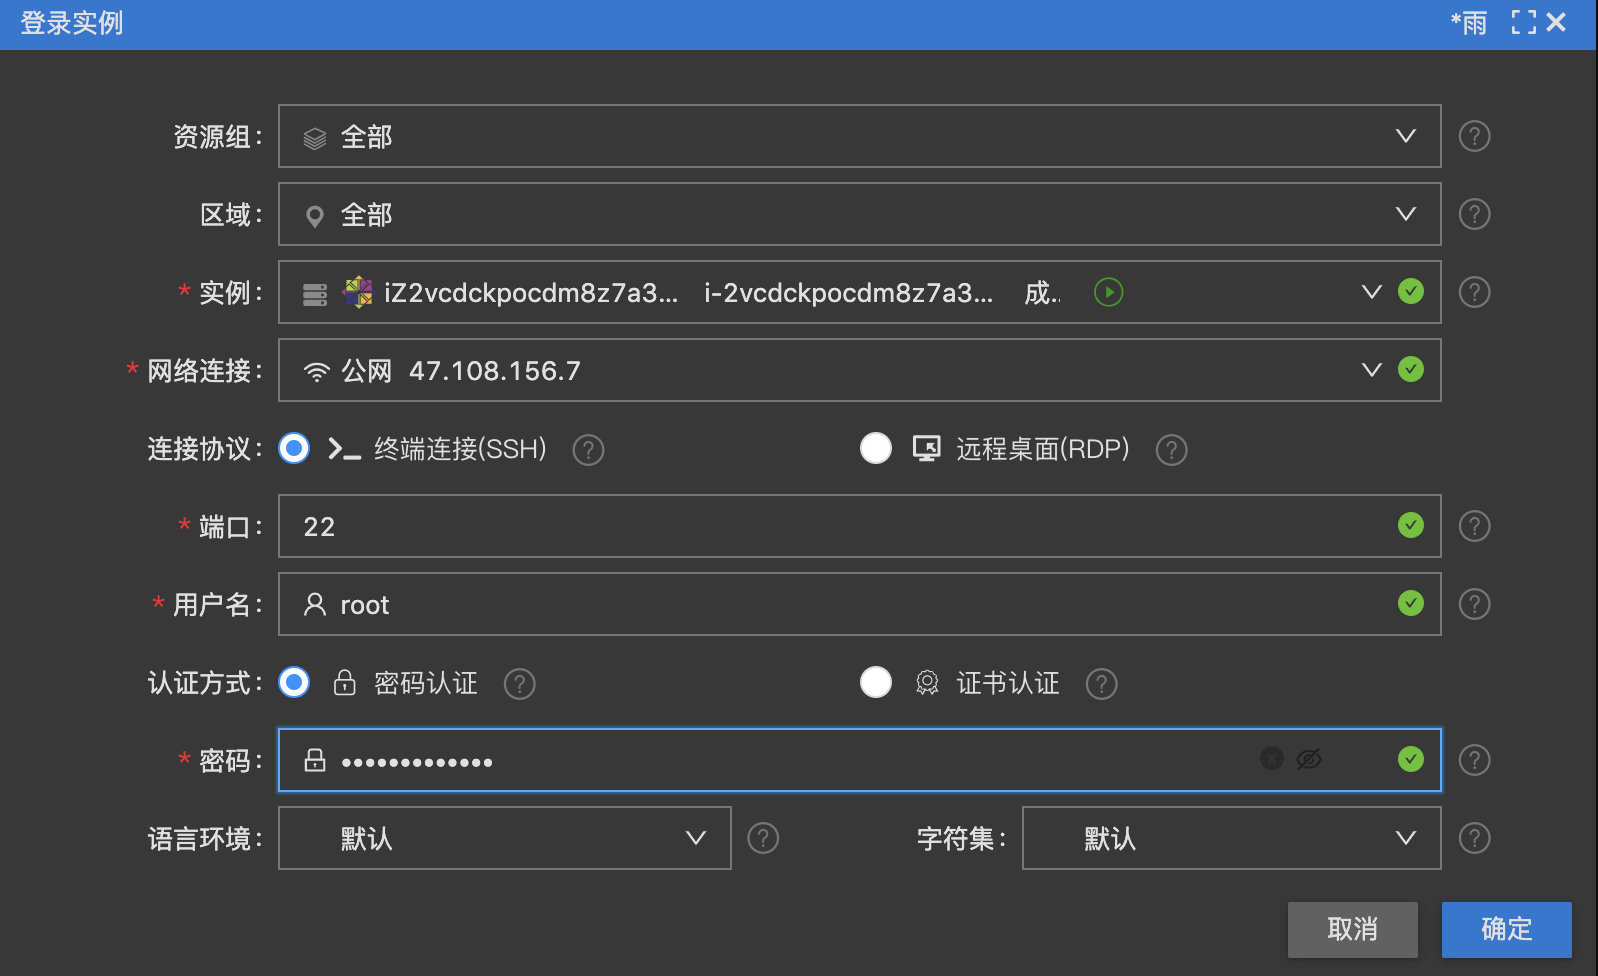 登录实例 *雨
资源组: 全部
区域: 全部
* 实例: iZ2vcdckpocdm8z7a3... i-2vcdckpocdm8z7a3... 成..
* 网络连接: 公网 47.108.156.7
连接协议: 终端连接(SSH) 远程桌面(RDP)
* 端口: 22
* 用户名: root
认证方式: 密码认证 证书认证
* 密码: •••••••••••••
语言环境: 默认 字符集: 默认
取消 确定